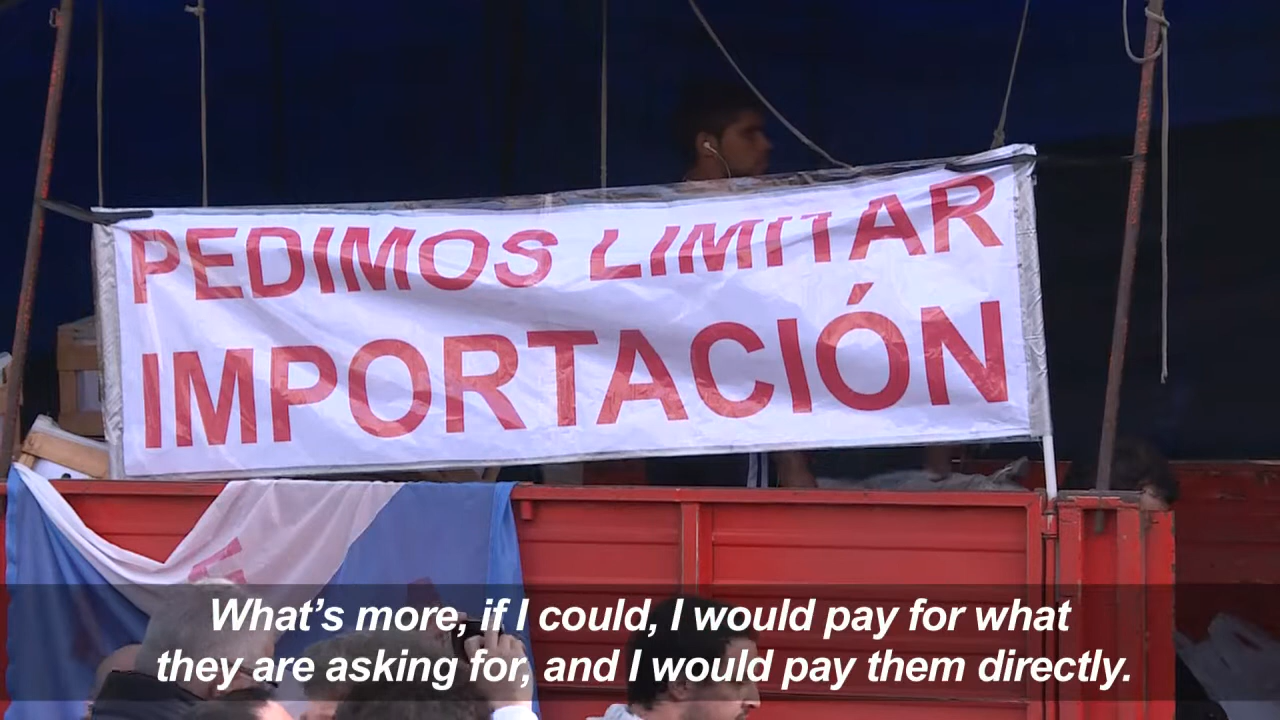 PEDIMOS LIMITAR
IMPORTACIÓN
What's more, if I could, I would pay for what
they are asking for, and I would pay them directly.